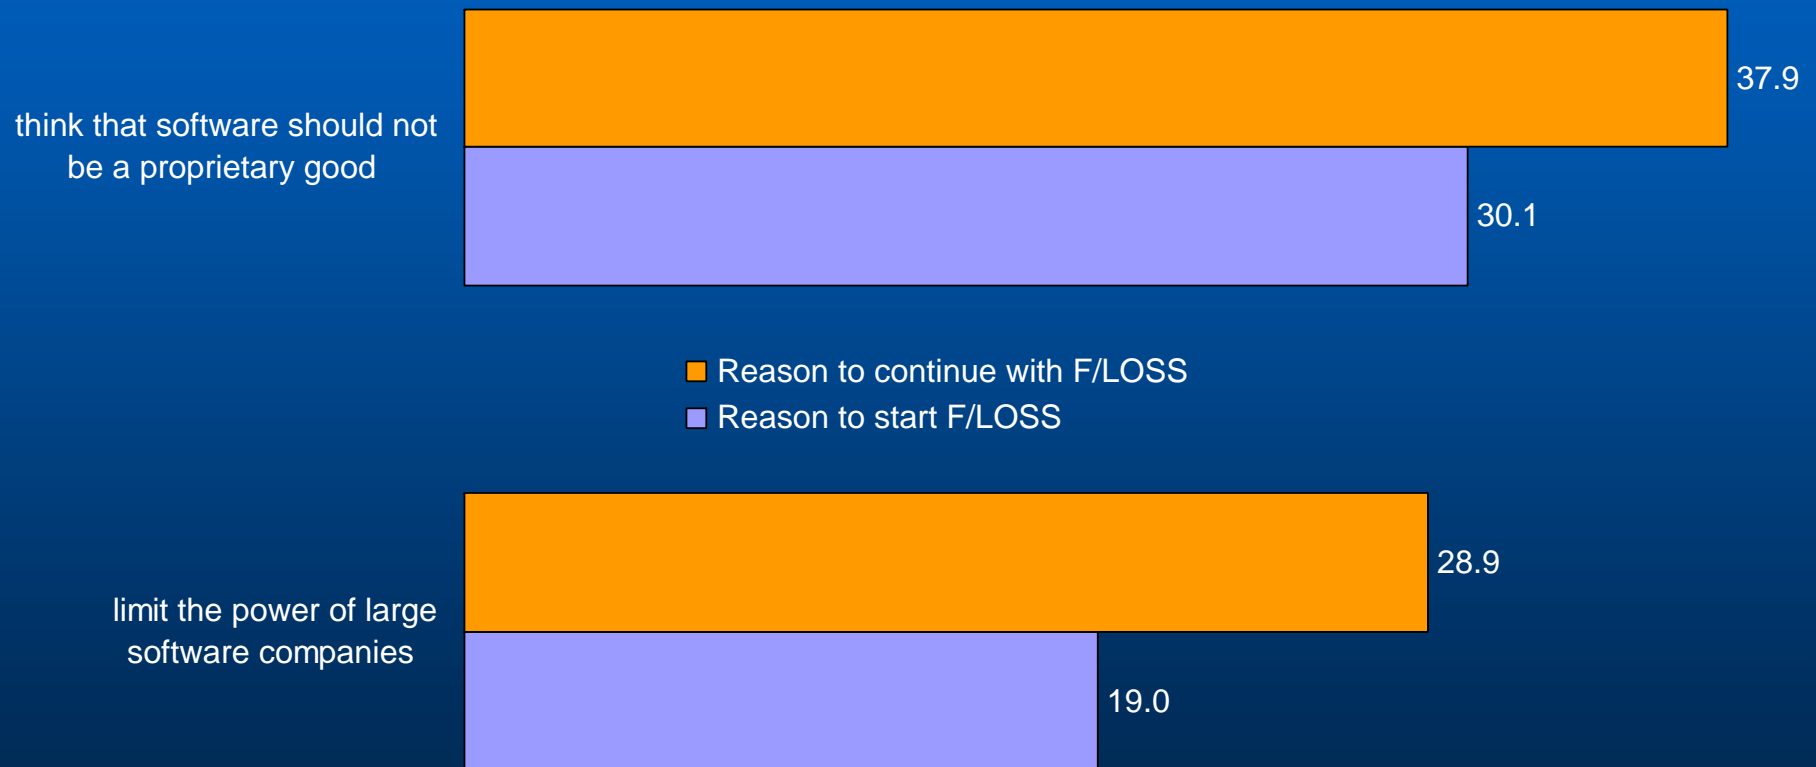 37.9
think that software should not
be a proprietary good
30.1
Reason to continue with F/LOSS
Reason to start F/LOSS
28.9
limit the power of large
software companies
19.0